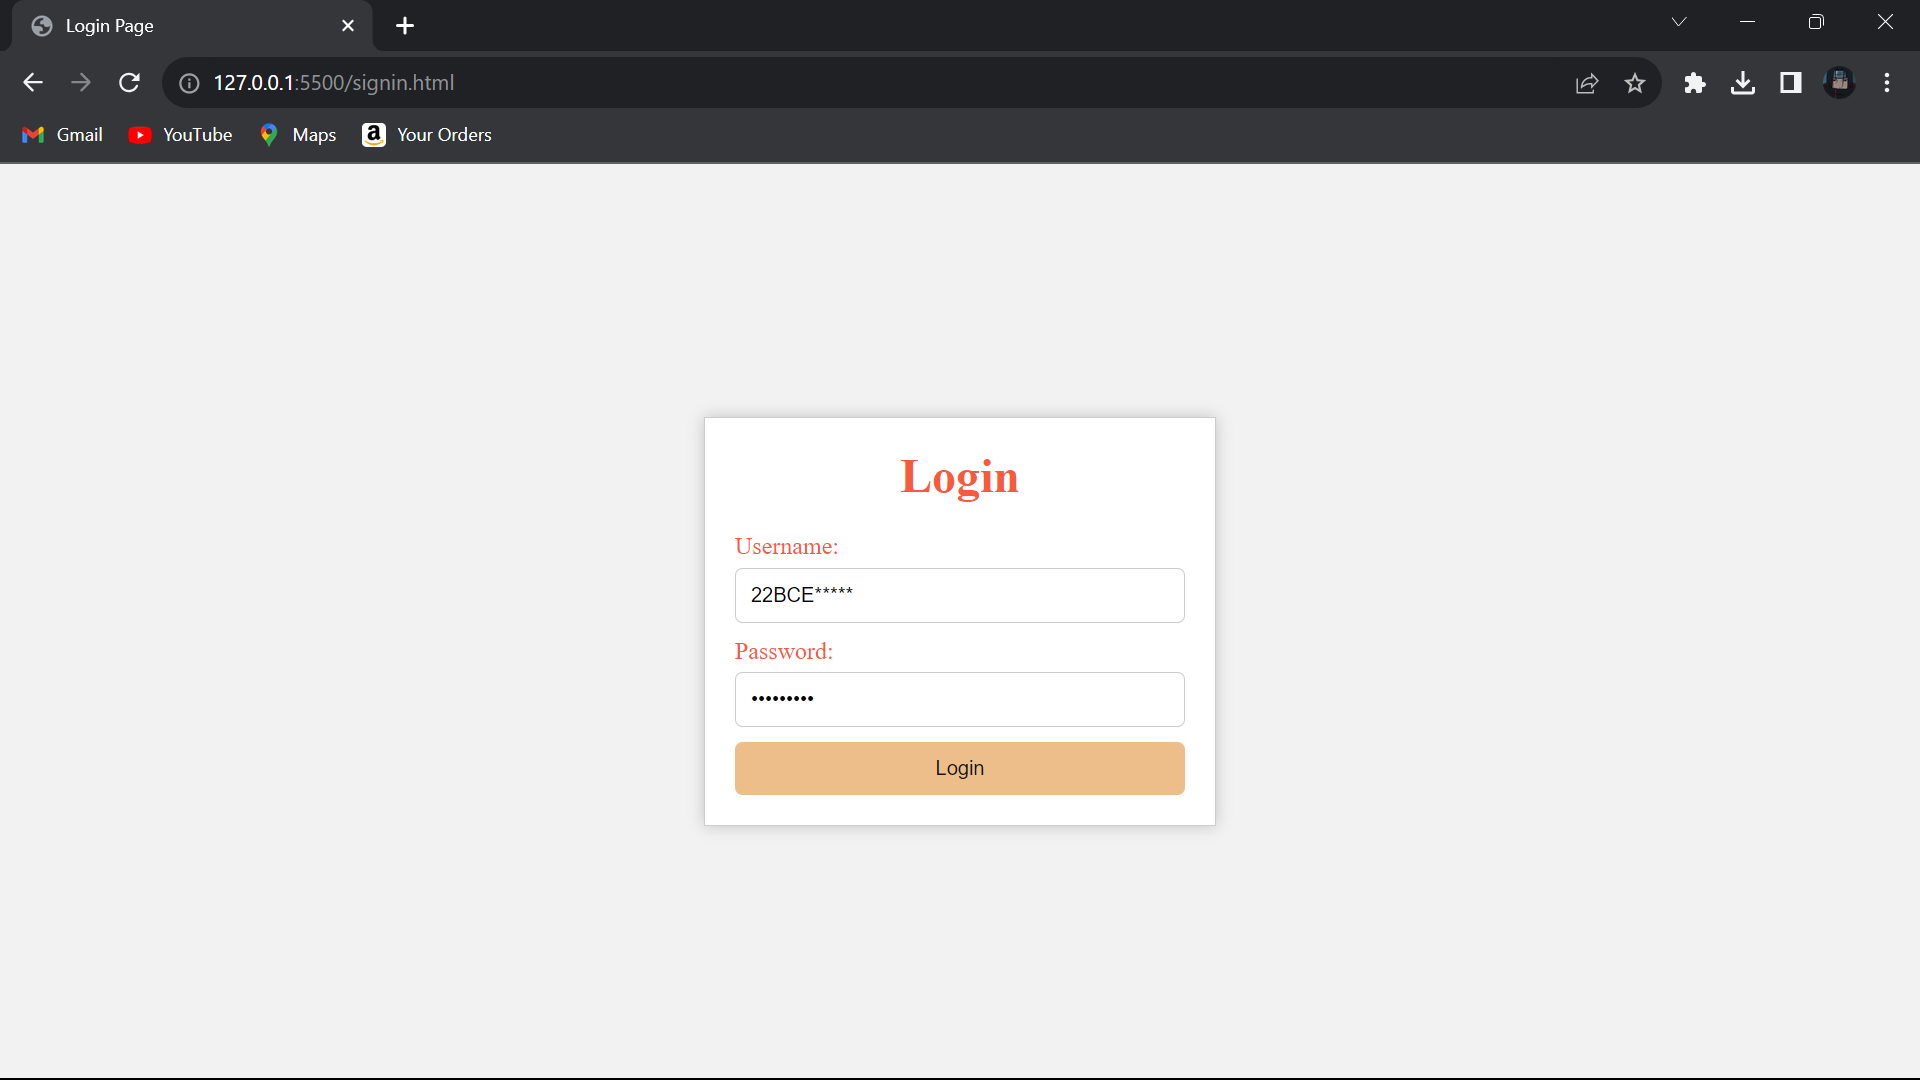 Login Page
127.0.0.1:5500/signin.html
Gmail YouTube Maps a Your Orders
Login
Username:
22BCE*****
Password:
•••••••••
Login